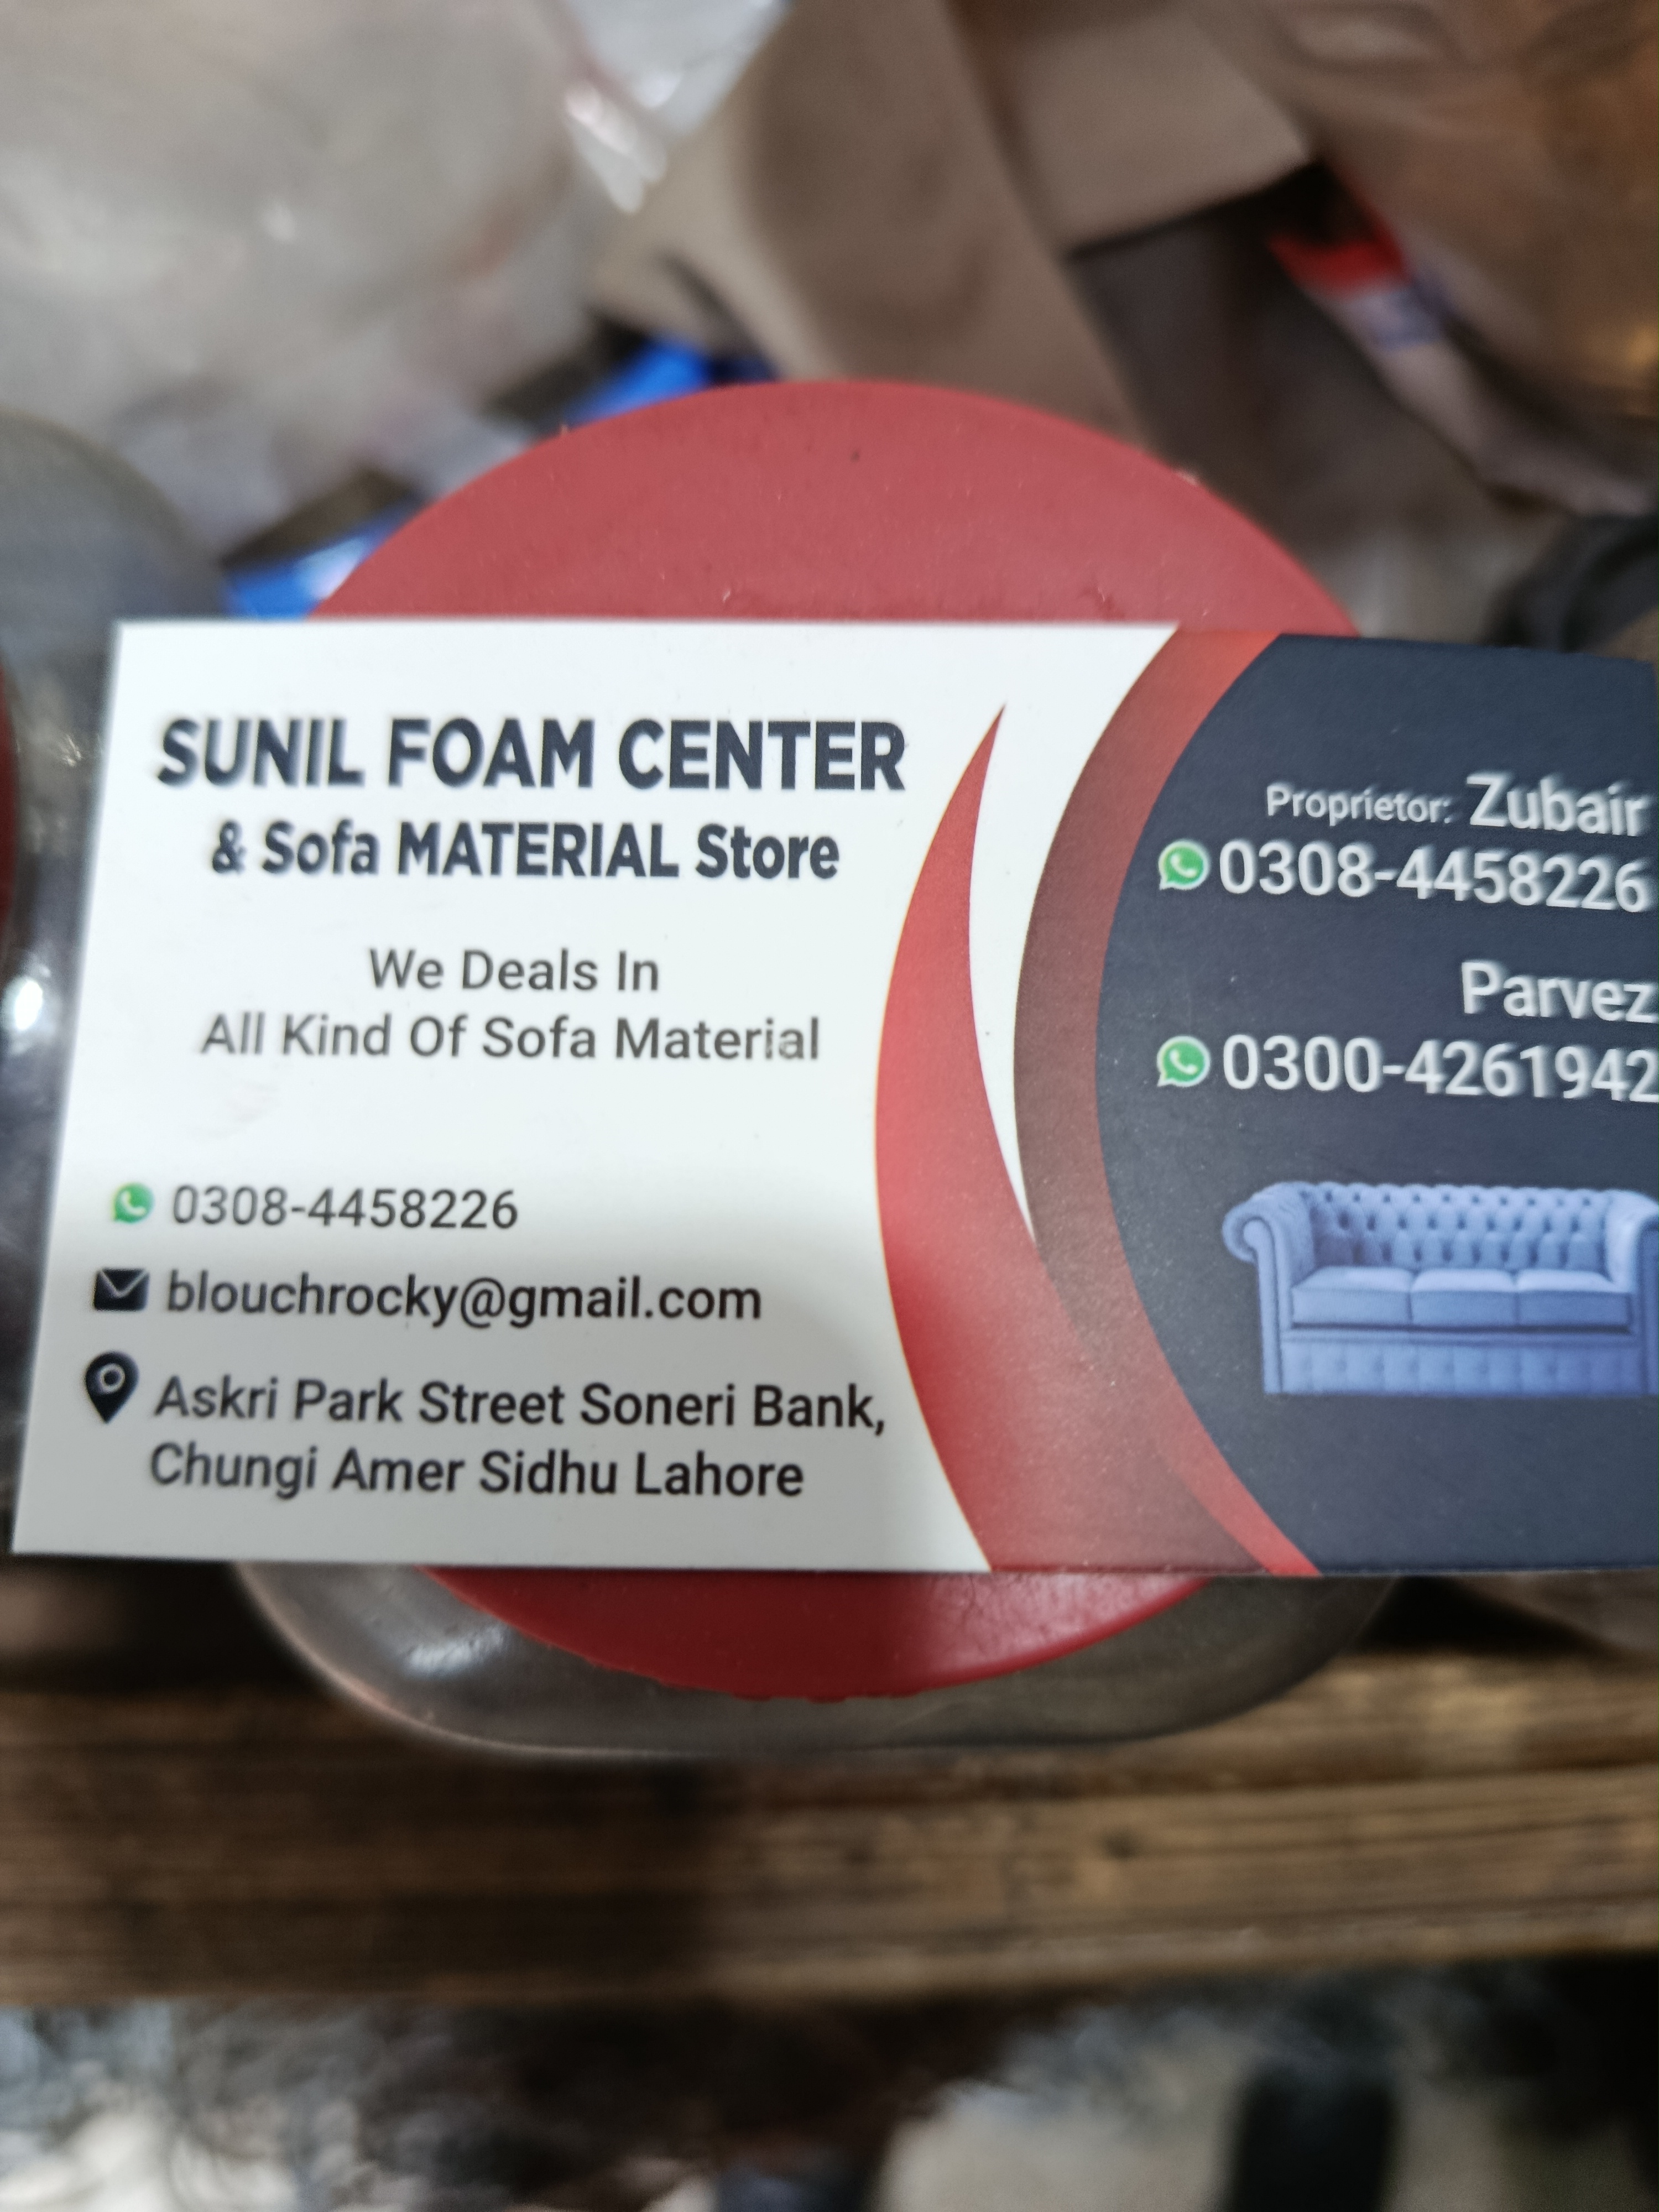 SUNIL FOAM CENTER
& Sofa MATERIAL Store
We Deals In
All Kind Of Sofa Material
0308-4458226
blouchrocky@gmail.com
Askri Park Street Soneri Bank,
Chungi Amer Sidhu Lahore
Proprietor: Zubair
0308-4458226
Parvez
0300-4261942